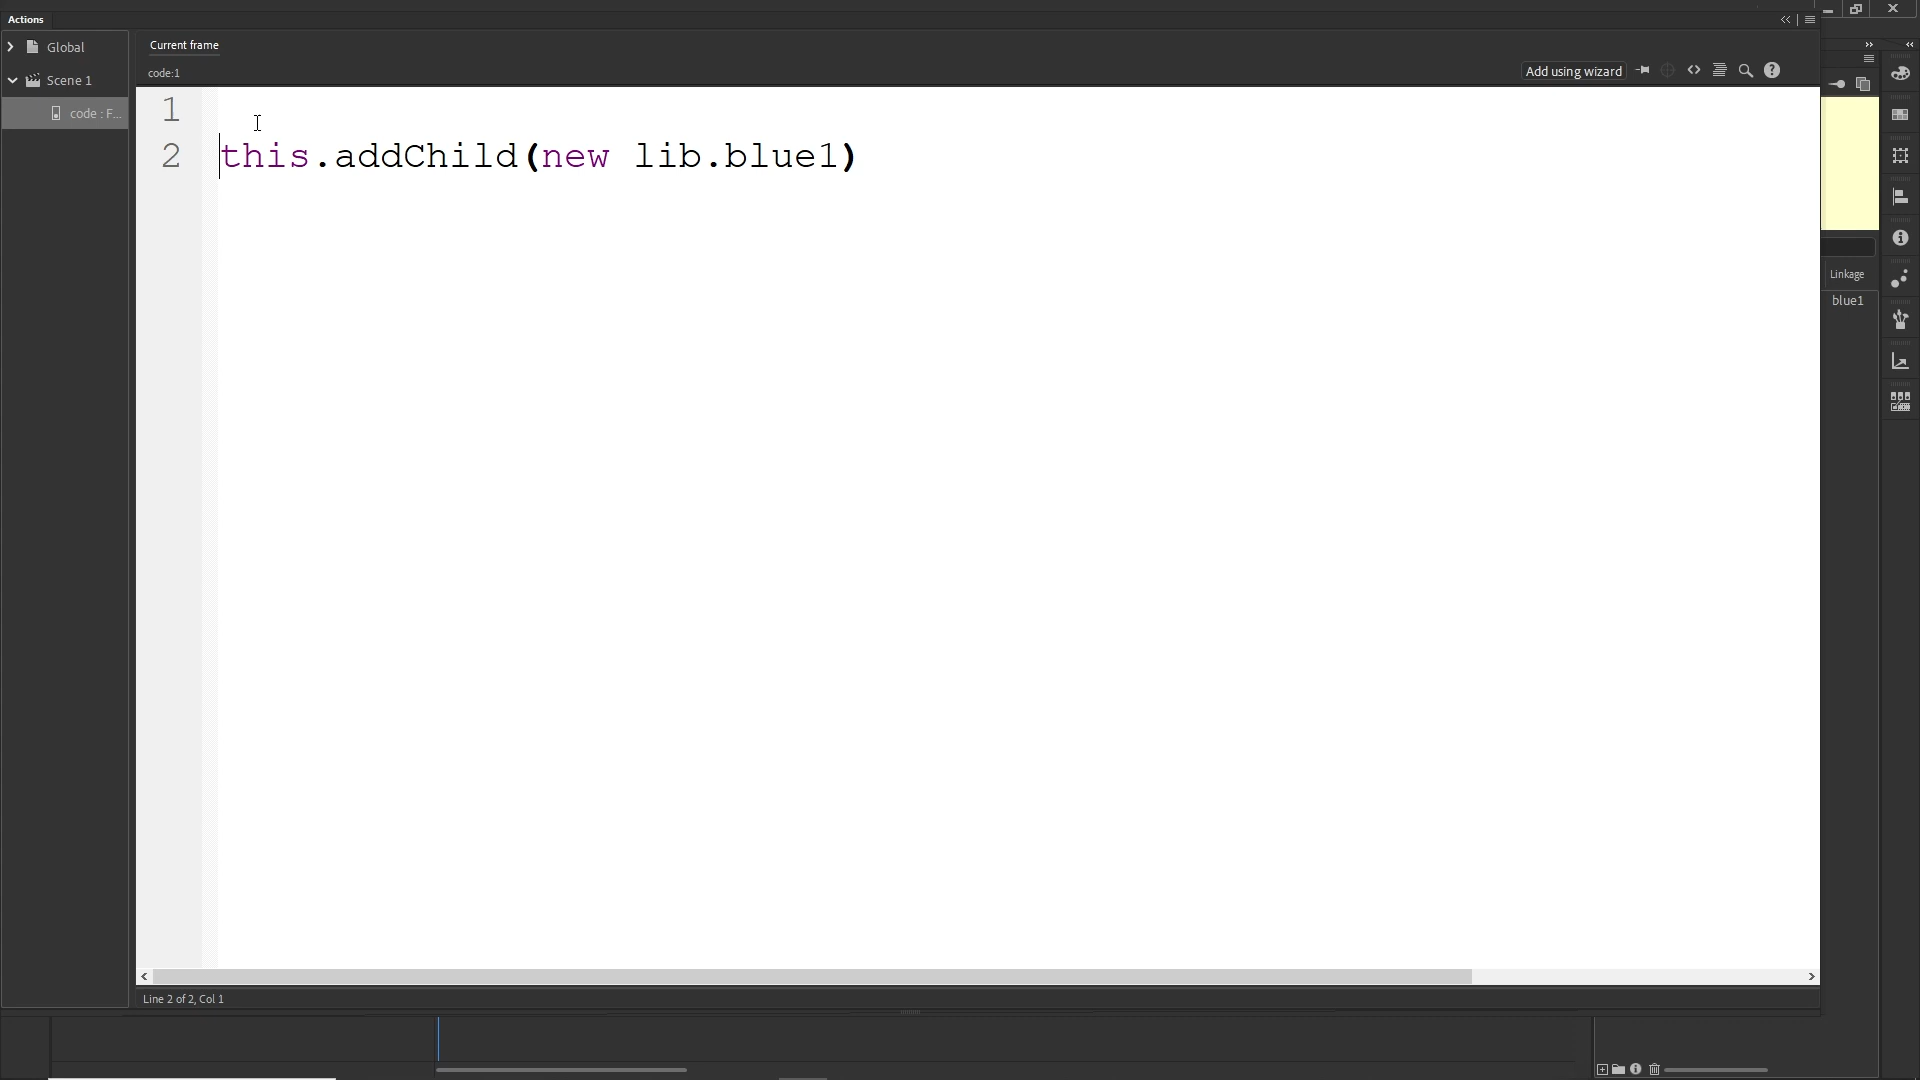 Actions
Global
Current frame
Scene 1
code:1
Add using wizard
code : F...
1
2
this.addChild(new lib.blue1)
Linkage
blue1
Line 2 of 2, Col 1